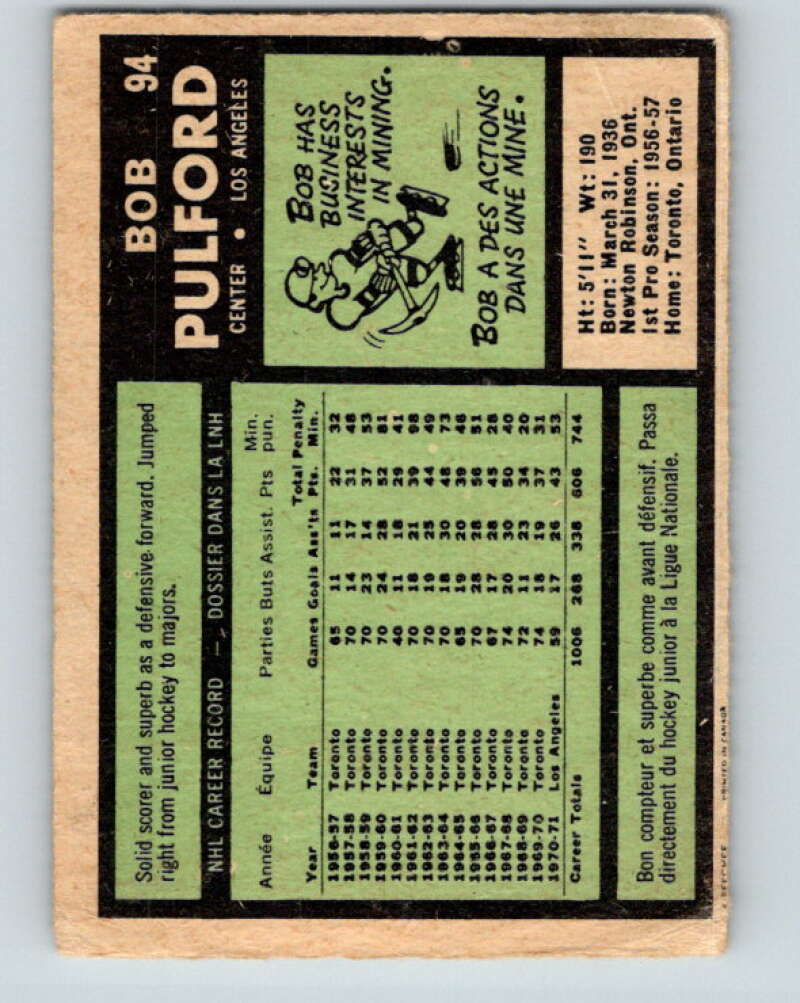 BOB 94
PULFORD
CENTER • LOS ANGELES
Solid scorer and superb as a defensive forward. Jumped
right from junior hockey to majors.
BOB HAS
BUSINESS
INTERESTS
IN MINING.
BOB A DES ACTIONS
DANS UNE MINE.
NHL CAREER RECORD — DOSSIER DANS LA LNH
Année Équipe Parties Buts Assist. Pts Min. pun.
Year Team Games Goals Ass'ts Total Pts. Penalty Min.
1956-57 Toronto 65 11 11 22 32
1957-58 Toronto 70 14 17 31 48
1958-59 Toronto 70 23 14 37 53
1959-60 Toronto 70 24 28 52 81
1960-61 Toronto 40 11 18 29 41
1961-62 Toronto 70 18 21 39 98
1962-63 Toronto 70 19 25 44 49
1963-64 Toronto 70 18 30 48 73
1964-65 Toronto 65 19 20 39 46
1965-66 Toronto 70 28 28 56 51
1966-67 Toronto 67 17 28 45 28
1967-68 Toronto 74 20 30 50 40
1968-69 Toronto 72 11 23 34 20
1969-70 Toronto 74 18 19 37 31
1970-71 Los Angeles 59 17 26 43 53
Career Totals 1006 268 338 606 744
Ht: 5'11" Wt: 190
Born: March 31, 1936
Newton Robinson, Ont.
1st Pro Season: 1956-57
Home: Toronto, Ontario
Bon compteur et superbe comme avant défensif. Passa
directement du hockey junior à la Ligue Nationale.
PRINTED IN CANADA